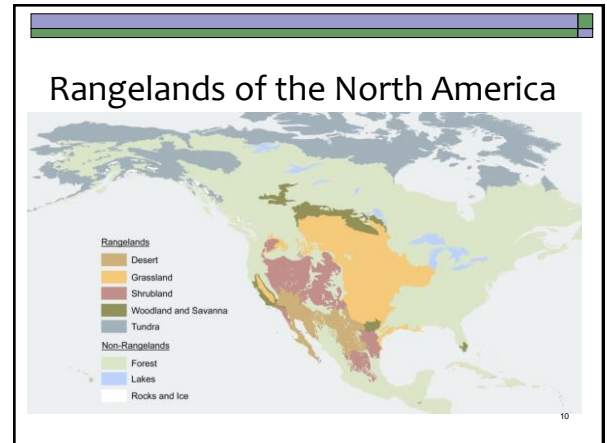 Rangelands of the North America
Rangelands
Desert
Grassland
Shrubland
Woodland and Savanna
Tundra
Non-Rangelands
Forest
Lakes
Rocks and Ice
10